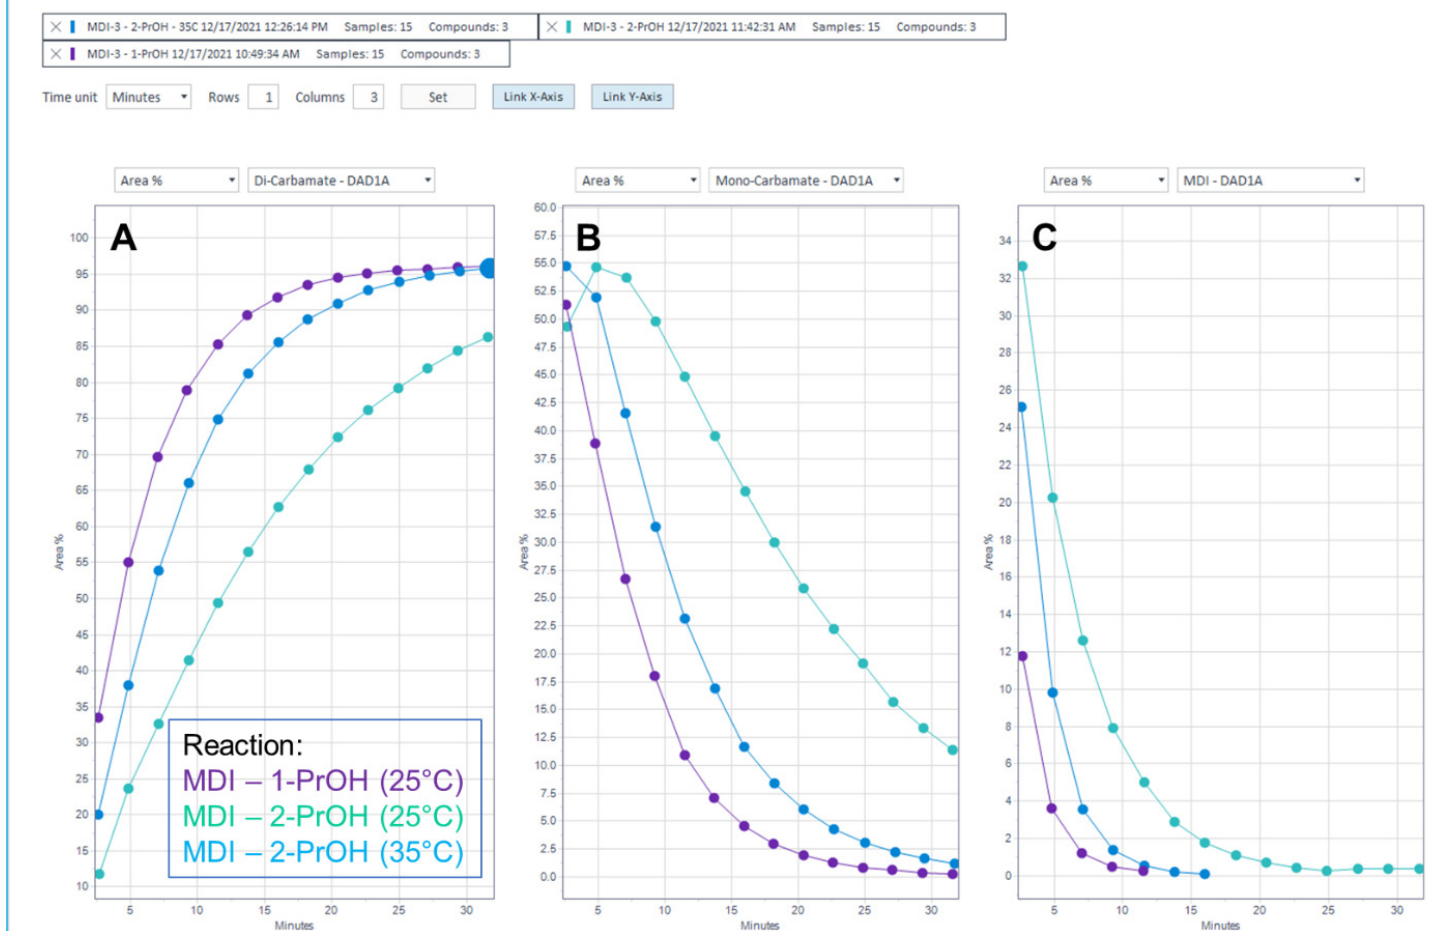 MDI-3 - 2-PrOH - 35C 12/17/2021 12:26:14 PM Samples: 15 Compounds: 3
MDI-3 - 2-PrOH 12/17/2021 11:42:31 AM Samples: 15 Compounds: 3
MDI-3 - 1-PrOH 12/17/2021 10:49:34 AM Samples: 15 Compounds: 3
Time unit Minutes Rows 1 Columns 3 Set Link X-Axis Link Y-Axis
Area % Di-Carbamate - DAD1A
A
100
95
90
85
80
75
70
65
60
55
50
45
40
35
30
25
20
15
10
Area %
5 10 15 20 25 30
Minutes
Reaction:
MDI – 1-PrOH (25°C)
MDI – 2-PrOH (25°C)
MDI – 2-PrOH (35°C)
Area % Mono-Carbamate - DAD1A
B
60.0
57.5
55.0
52.5
50.0
47.5
45.0
42.5
40.0
37.5
35.0
32.5
30.0
27.5
25.0
22.5
20.0
17.5
15.0
12.5
10.0
7.5
5.0
2.5
0.0
Area %
5 10 15 20 25 30
Minutes
Area % MDI - DAD1A
C
34
32
30
28
26
24
22
20
18
16
14
12
10
8
6
4
2
0
Area %
5 10 15 20 25 30
Minutes